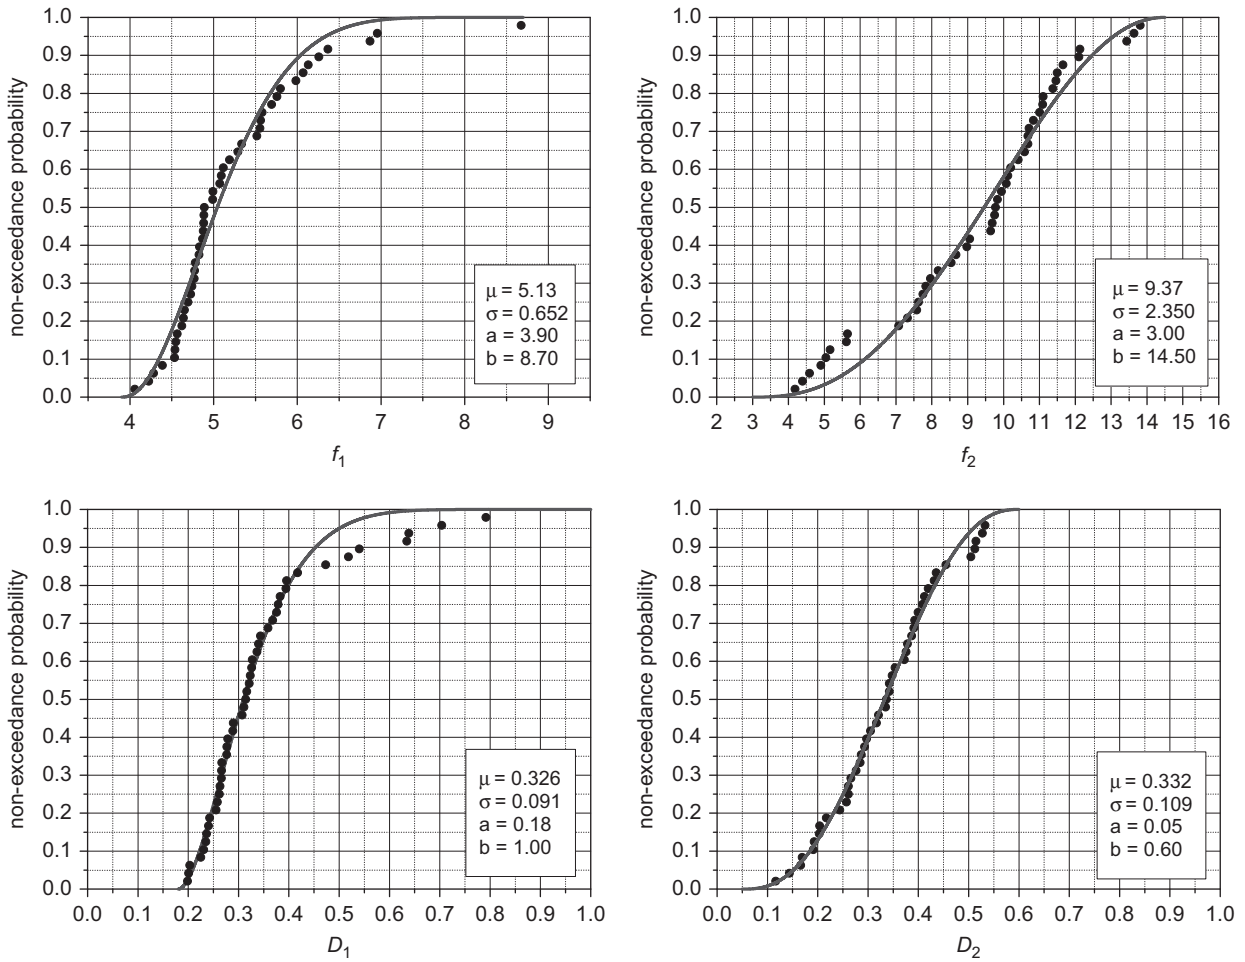 non-exceedance probability
1.0
0.9
0.8
0.7
0.6
0.5
0.4
0.3
0.2
0.1
0.0
μ = 5.13
σ = 0.652
a = 3.90
b = 8.70
4 5 6 7 8 9
f1
non-exceedance probability
1.0
0.9
0.8
0.7
0.6
0.5
0.4
0.3
0.2
0.1
0.0
μ = 9.37
σ = 2.350
a = 3.00
b = 14.50
2 3 4 5 6 7 8 9 10 11 12 13 14 15 16
f2
non-exceedance probability
1.0
0.9
0.8
0.7
0.6
0.5
0.4
0.3
0.2
0.1
0.0
μ = 0.326
σ = 0.091
a = 0.18
b = 1.00
0.0 0.1 0.2 0.3 0.4 0.5 0.6 0.7 0.8 0.9 1.0
D1
non-exceedance probability
1.0
0.9
0.8
0.7
0.6
0.5
0.4
0.3
0.2
0.1
0.0
μ = 0.332
σ = 0.109
a = 0.05
b = 0.60
0.0 0.1 0.2 0.3 0.4 0.5 0.6 0.7 0.8 0.9 1.0
D2